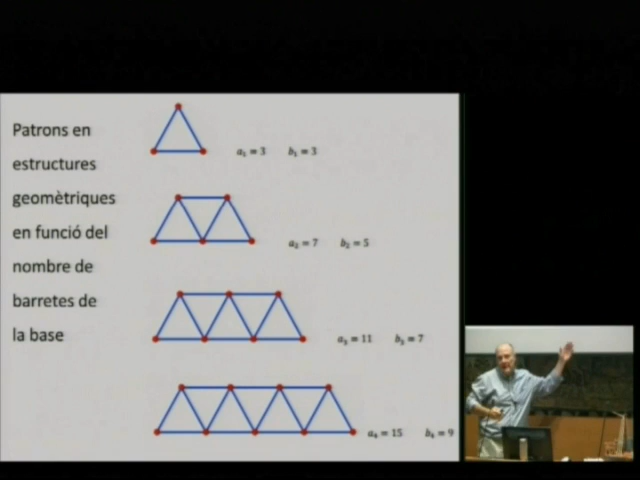 Patrons en
estructures
geomètriques
en funció del
nombre de
barretes de
la base
a₁ = 3 b₁ = 3
a₂ = 7 b₂ = 5
a₃ = 11 b₃ = 7
a₄ = 15 b₄ = 9